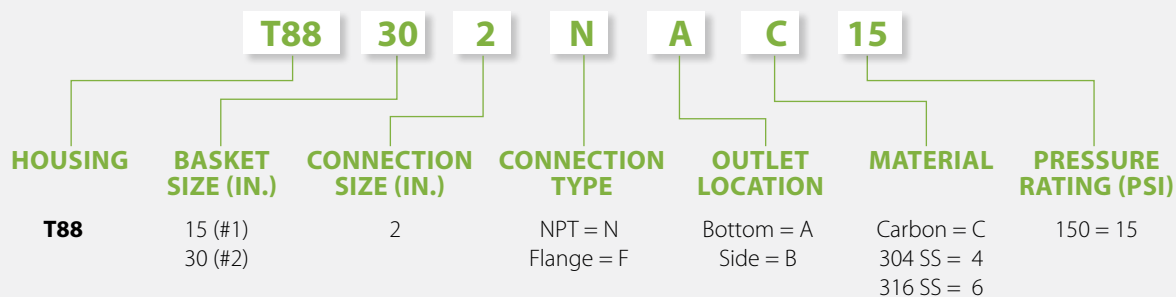 T88 30 2 N A C 15
HOUSING BASKET SIZE (IN.) CONNECTION SIZE (IN.) CONNECTION TYPE OUTLET LOCATION MATERIAL PRESSURE RATING (PSI)
T88 15 (#1) 2 NPT = N Bottom = A Carbon = C 150 = 15
30 (#2) Flange = F Side = B 304 SS = 4
316 SS = 6